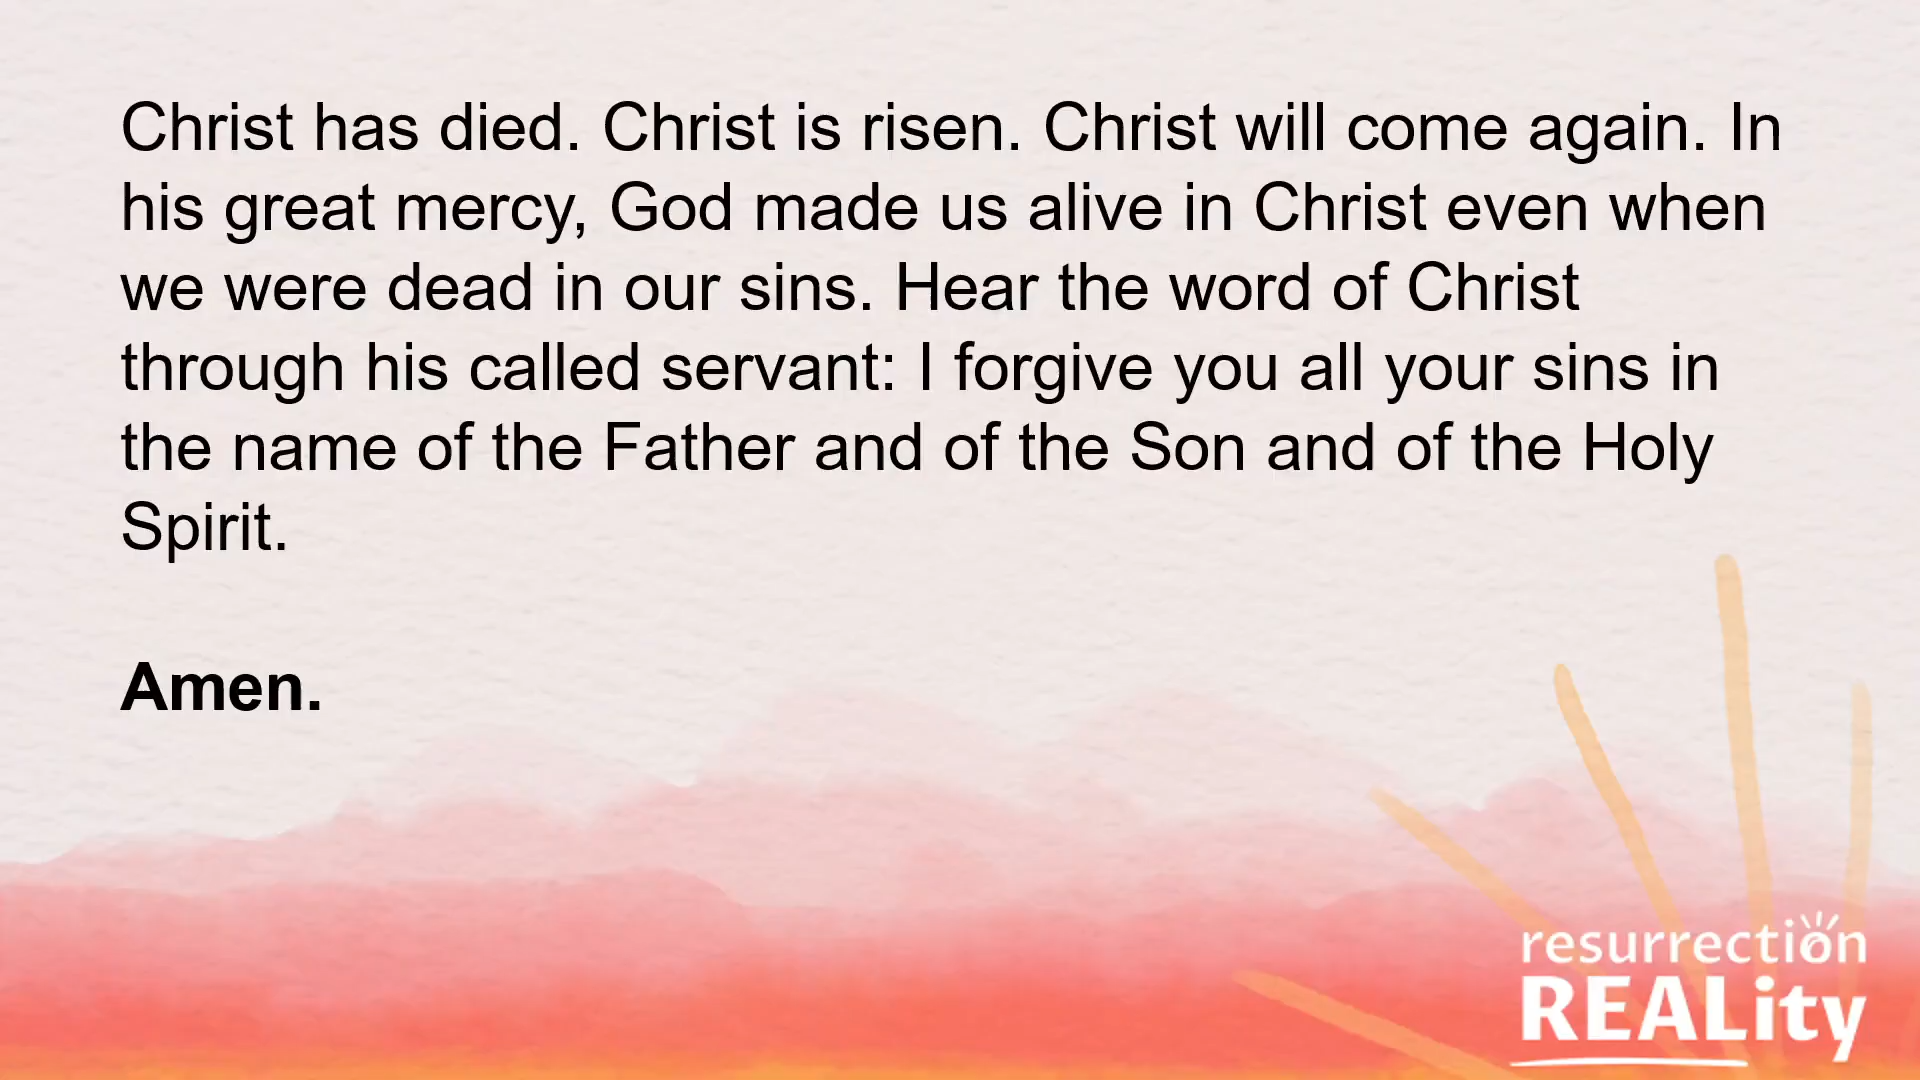 Christ has died. Christ is risen. Christ will come again. In
his great mercy, God made us alive in Christ even when
we were dead in our sins. Hear the word of Christ
through his called servant: I forgive you all your sins in
the name of the Father and of the Son and of the Holy
Spirit.
Amen.
resurrection
REALity